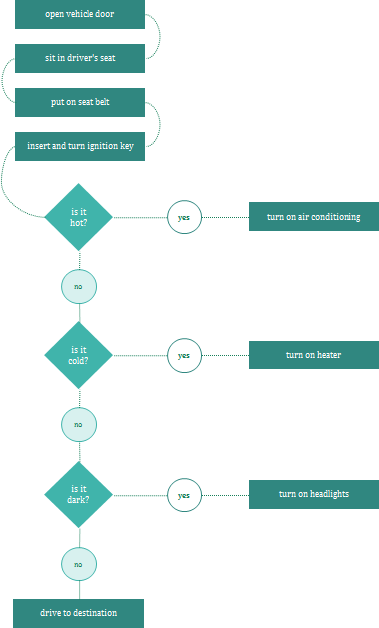 open vehicle door
sit in driver's seat
put on seat belt
insert and turn ignition key
is it
hot?
yes
turn on air conditioning
no
is it
cold?
yes
turn on heater
no
is it
dark?
yes
turn on headlights
no
drive to destination